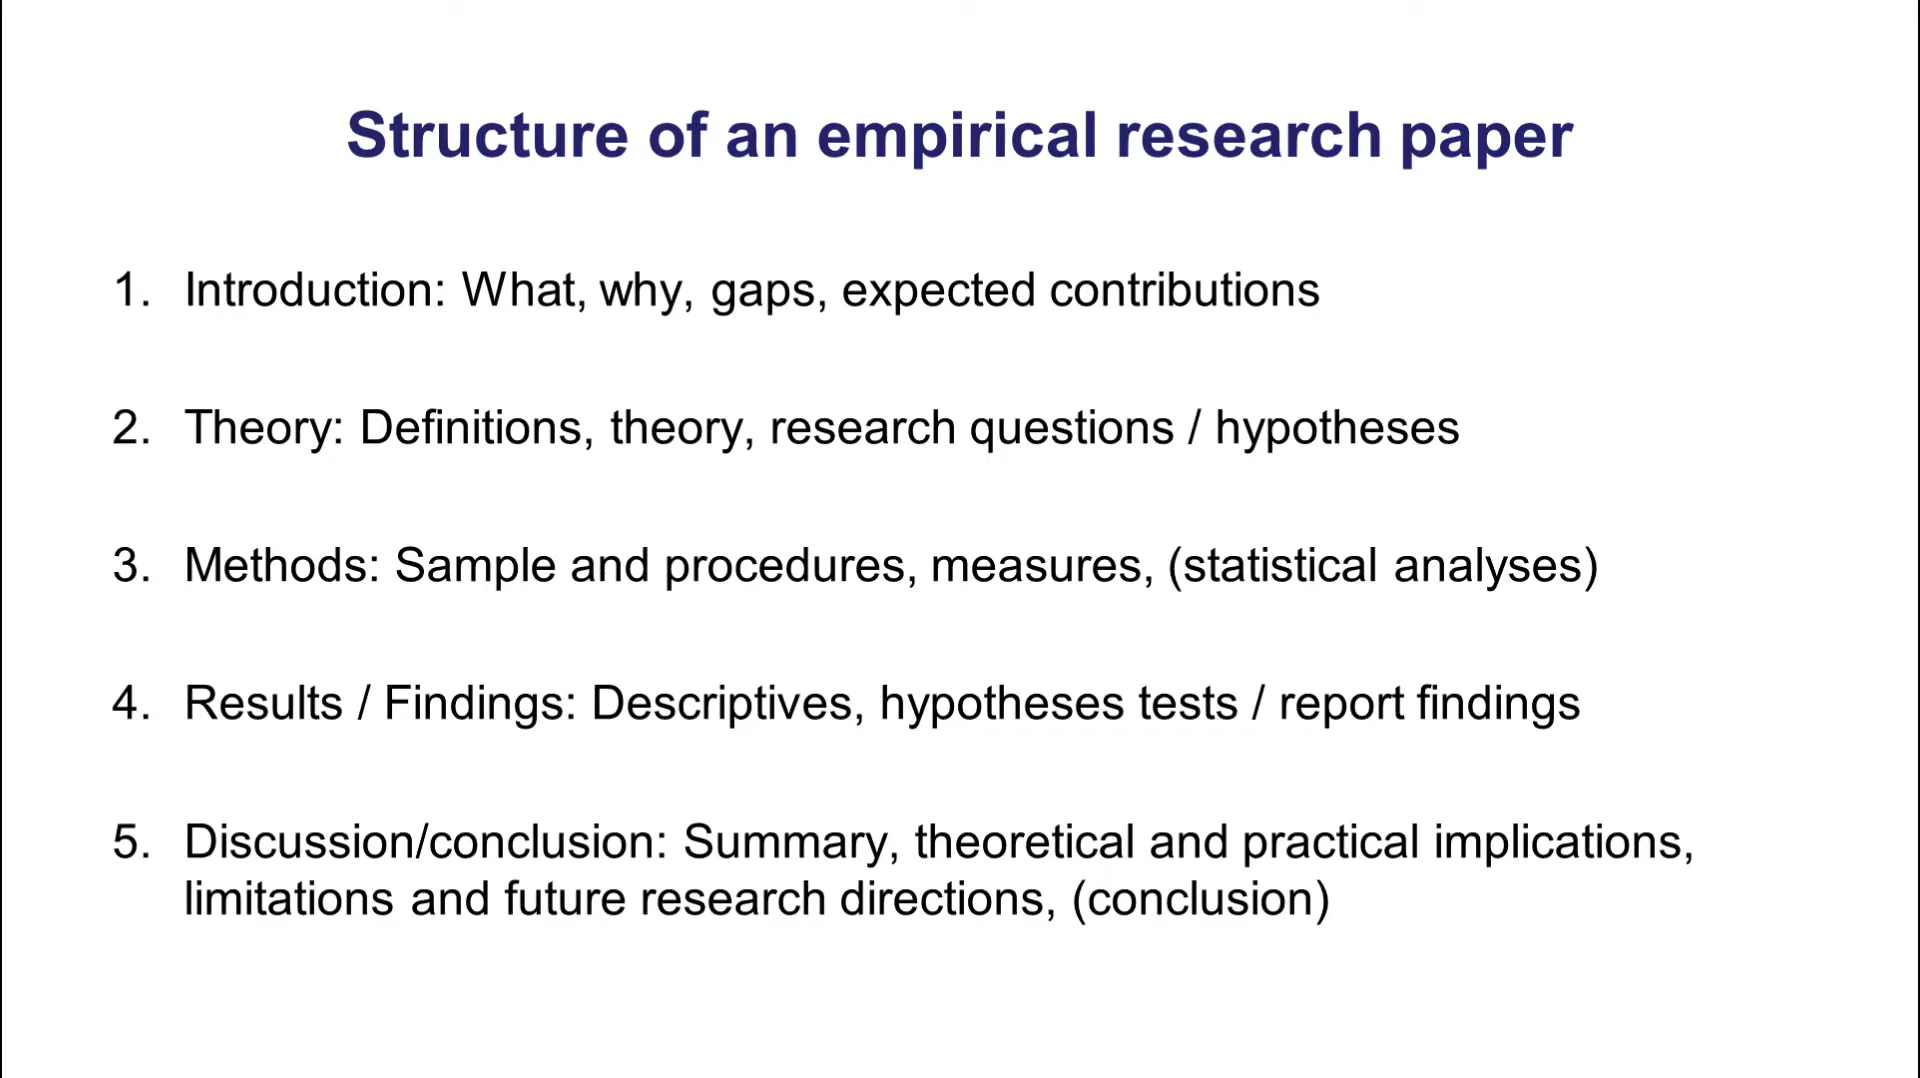 Structure of an empirical research paper
1. Introduction: What, why, gaps, expected contributions
2. Theory: Definitions, theory, research questions / hypotheses
3. Methods: Sample and procedures, measures, (statistical analyses)
4. Results / Findings: Descriptives, hypotheses tests / report findings
5. Discussion/conclusion: Summary, theoretical and practical implications,
limitations and future research directions, (conclusion)